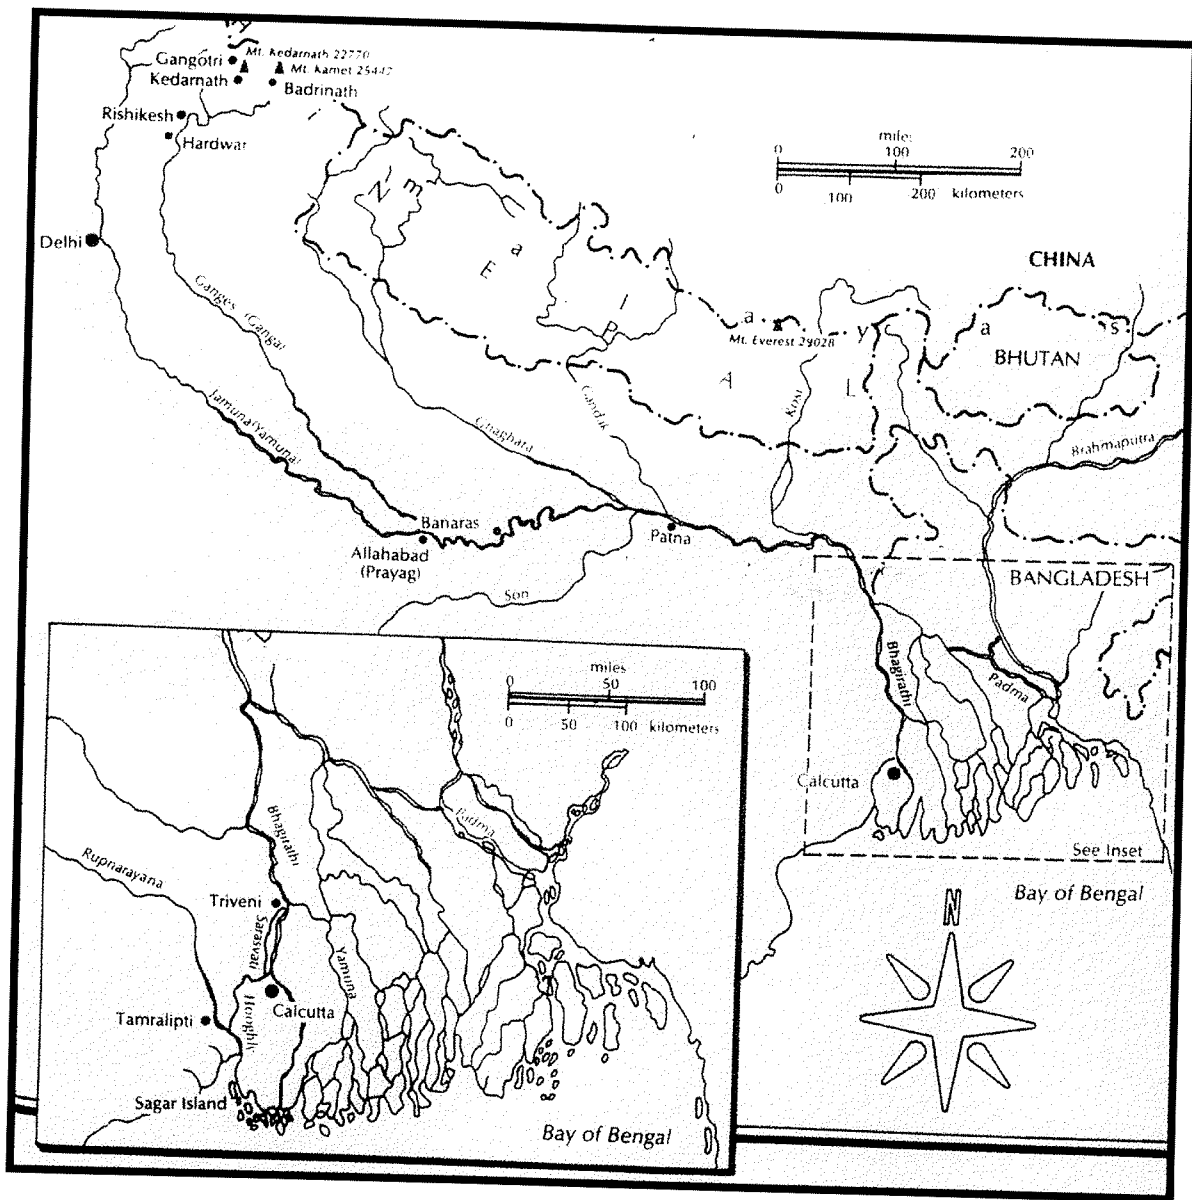 Mt. Kedarnath 22770
Gangotri
Mt. Kamet 25447
Kedarnath
Badrinath
Rishikesh
Hardwar
miles
0 100 200
0 100 200 kilometers
Delhi
CHINA
N E P A L
m a l a y a s
Mt. Everest 29028
BHUTAN
Ganges (Ganga)
Jamuna (Yamuna)
Ghaghara
Gandak
Kosi
Brahmaputra
Banaras
Allahabad
(Prayag)
Patna
Son
BANGLADESH
Bhagirathi
Padma
Calcutta
See Inset
Bay of Bengal
N
miles
0 50 100
0 50 100 kilometers
Bhagirathi
Padma
Rupnarayana
Triveni
Sarasvati
Yamuna
Hooghly
Calcutta
Tamralipti
Sagar Island
Bay of Bengal